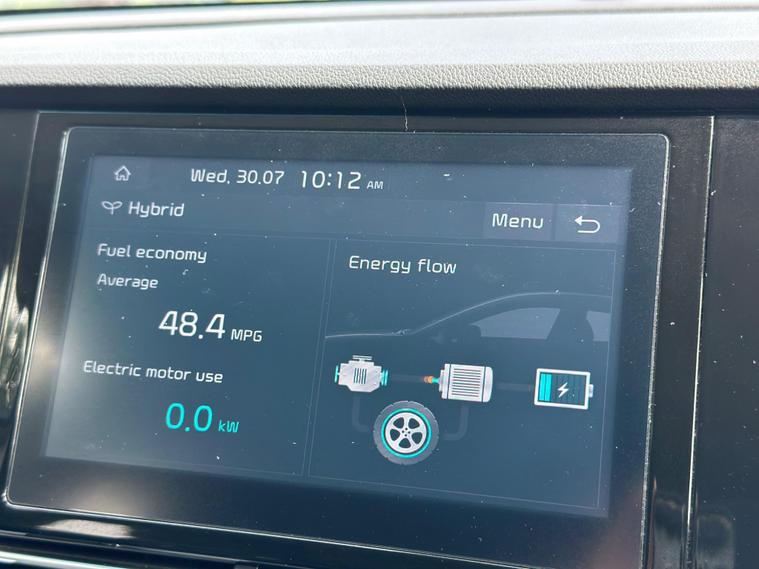 Wed, 30.07 10:12 AM
Hybrid
Menu
Fuel economy
Average
48.4 MPG
Electric motor use
0.0 kW
Energy flow